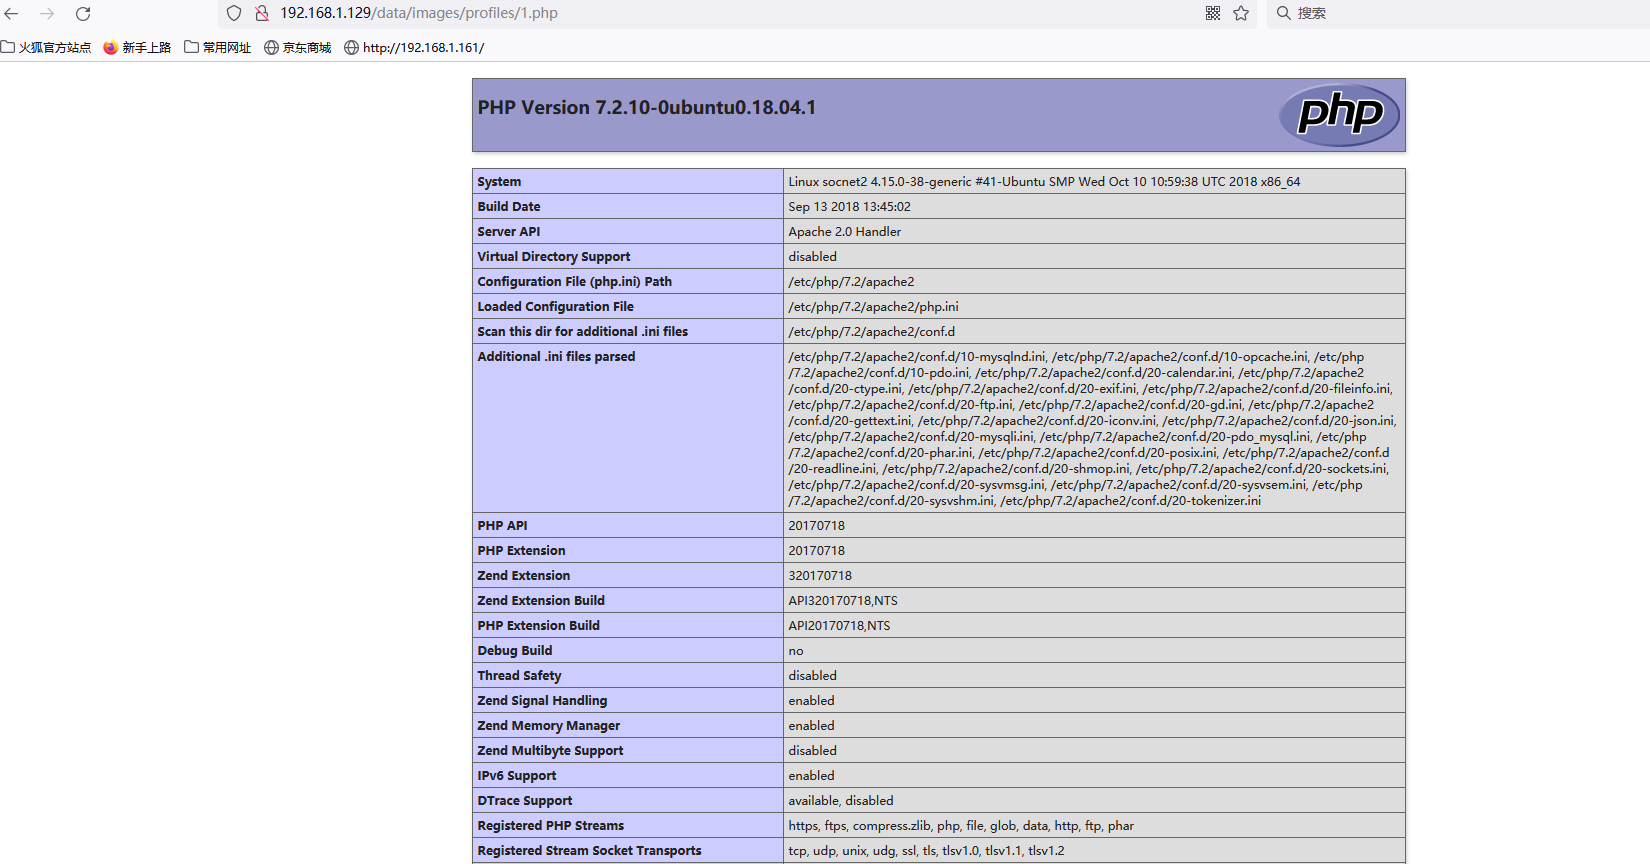 192.168.1.129/data/images/profiles/1.php
搜索
火狐官方站点 新手上路 常用网址 京东商城 http://192.168.1.161/
PHP Version 7.2.10-0ubuntu0.18.04.1
php
System Linux socnet2 4.15.0-38-generic #41-Ubuntu SMP Wed Oct 10 10:59:38 UTC 2018 x86_64
Build Date Sep 13 2018 13:45:02
Server API Apache 2.0 Handler
Virtual Directory Support disabled
Configuration File (php.ini) Path /etc/php/7.2/apache2
Loaded Configuration File /etc/php/7.2/apache2/php.ini
Scan this dir for additional .ini files /etc/php/7.2/apache2/conf.d
Additional .ini files parsed /etc/php/7.2/apache2/conf.d/10-mysqlnd.ini, /etc/php/7.2/apache2/conf.d/10-opcache.ini, /etc/php
/7.2/apache2/conf.d/10-pdo.ini, /etc/php/7.2/apache2/conf.d/20-calendar.ini, /etc/php/7.2/apache2
/conf.d/20-ctype.ini, /etc/php/7.2/apache2/conf.d/20-exif.ini, /etc/php/7.2/apache2/conf.d/20-fileinfo.ini,
/etc/php/7.2/apache2/conf.d/20-ftp.ini, /etc/php/7.2/apache2/conf.d/20-gd.ini, /etc/php/7.2/apache2
/conf.d/20-gettext.ini, /etc/php/7.2/apache2/conf.d/20-iconv.ini, /etc/php/7.2/apache2/conf.d/20-json.ini,
/etc/php/7.2/apache2/conf.d/20-mysqli.ini, /etc/php/7.2/apache2/conf.d/20-pdo_mysql.ini, /etc/php
/7.2/apache2/conf.d/20-phar.ini, /etc/php/7.2/apache2/conf.d/20-posix.ini, /etc/php/7.2/apache2/conf.d
/20-readline.ini, /etc/php/7.2/apache2/conf.d/20-shmop.ini, /etc/php/7.2/apache2/conf.d/20-sockets.ini,
/etc/php/7.2/apache2/conf.d/20-sysvmsg.ini, /etc/php/7.2/apache2/conf.d/20-sysvsem.ini, /etc/php
/7.2/apache2/conf.d/20-sysvshm.ini, /etc/php/7.2/apache2/conf.d/20-tokenizer.ini
PHP API 20170718
PHP Extension 20170718
Zend Extension 320170718
Zend Extension Build API320170718,NTS
PHP Extension Build API20170718,NTS
Debug Build no
Thread Safety disabled
Zend Signal Handling enabled
Zend Memory Manager enabled
Zend Multibyte Support disabled
IPv6 Support enabled
DTrace Support available, disabled
Registered PHP Streams https, ftps, compress.zlib, php, file, glob, data, http, ftp, phar
Registered Stream Socket Transports tcp, udp, unix, udg, ssl, tls, tlsv1.0, tlsv1.1, tlsv1.2